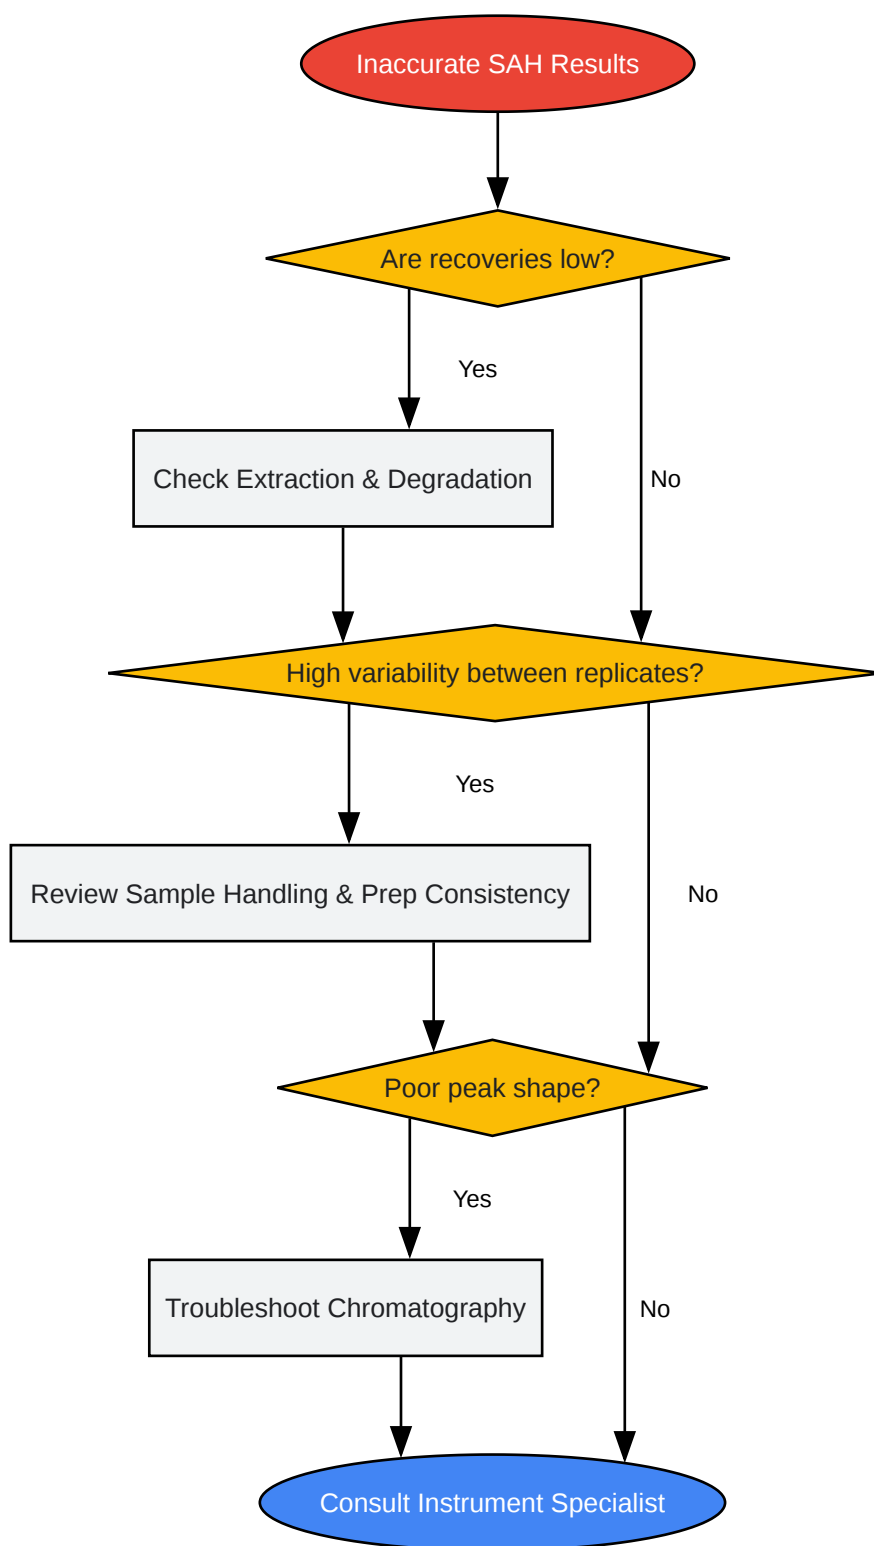 Inaccurate SAH Results
Are recoveries low?
Yes
Check Extraction & Degradation
No
High variability between replicates?
Yes
Review Sample Handling & Prep Consistency
No
Poor peak shape?
Yes
Troubleshoot Chromatography
No
Consult Instrument Specialist